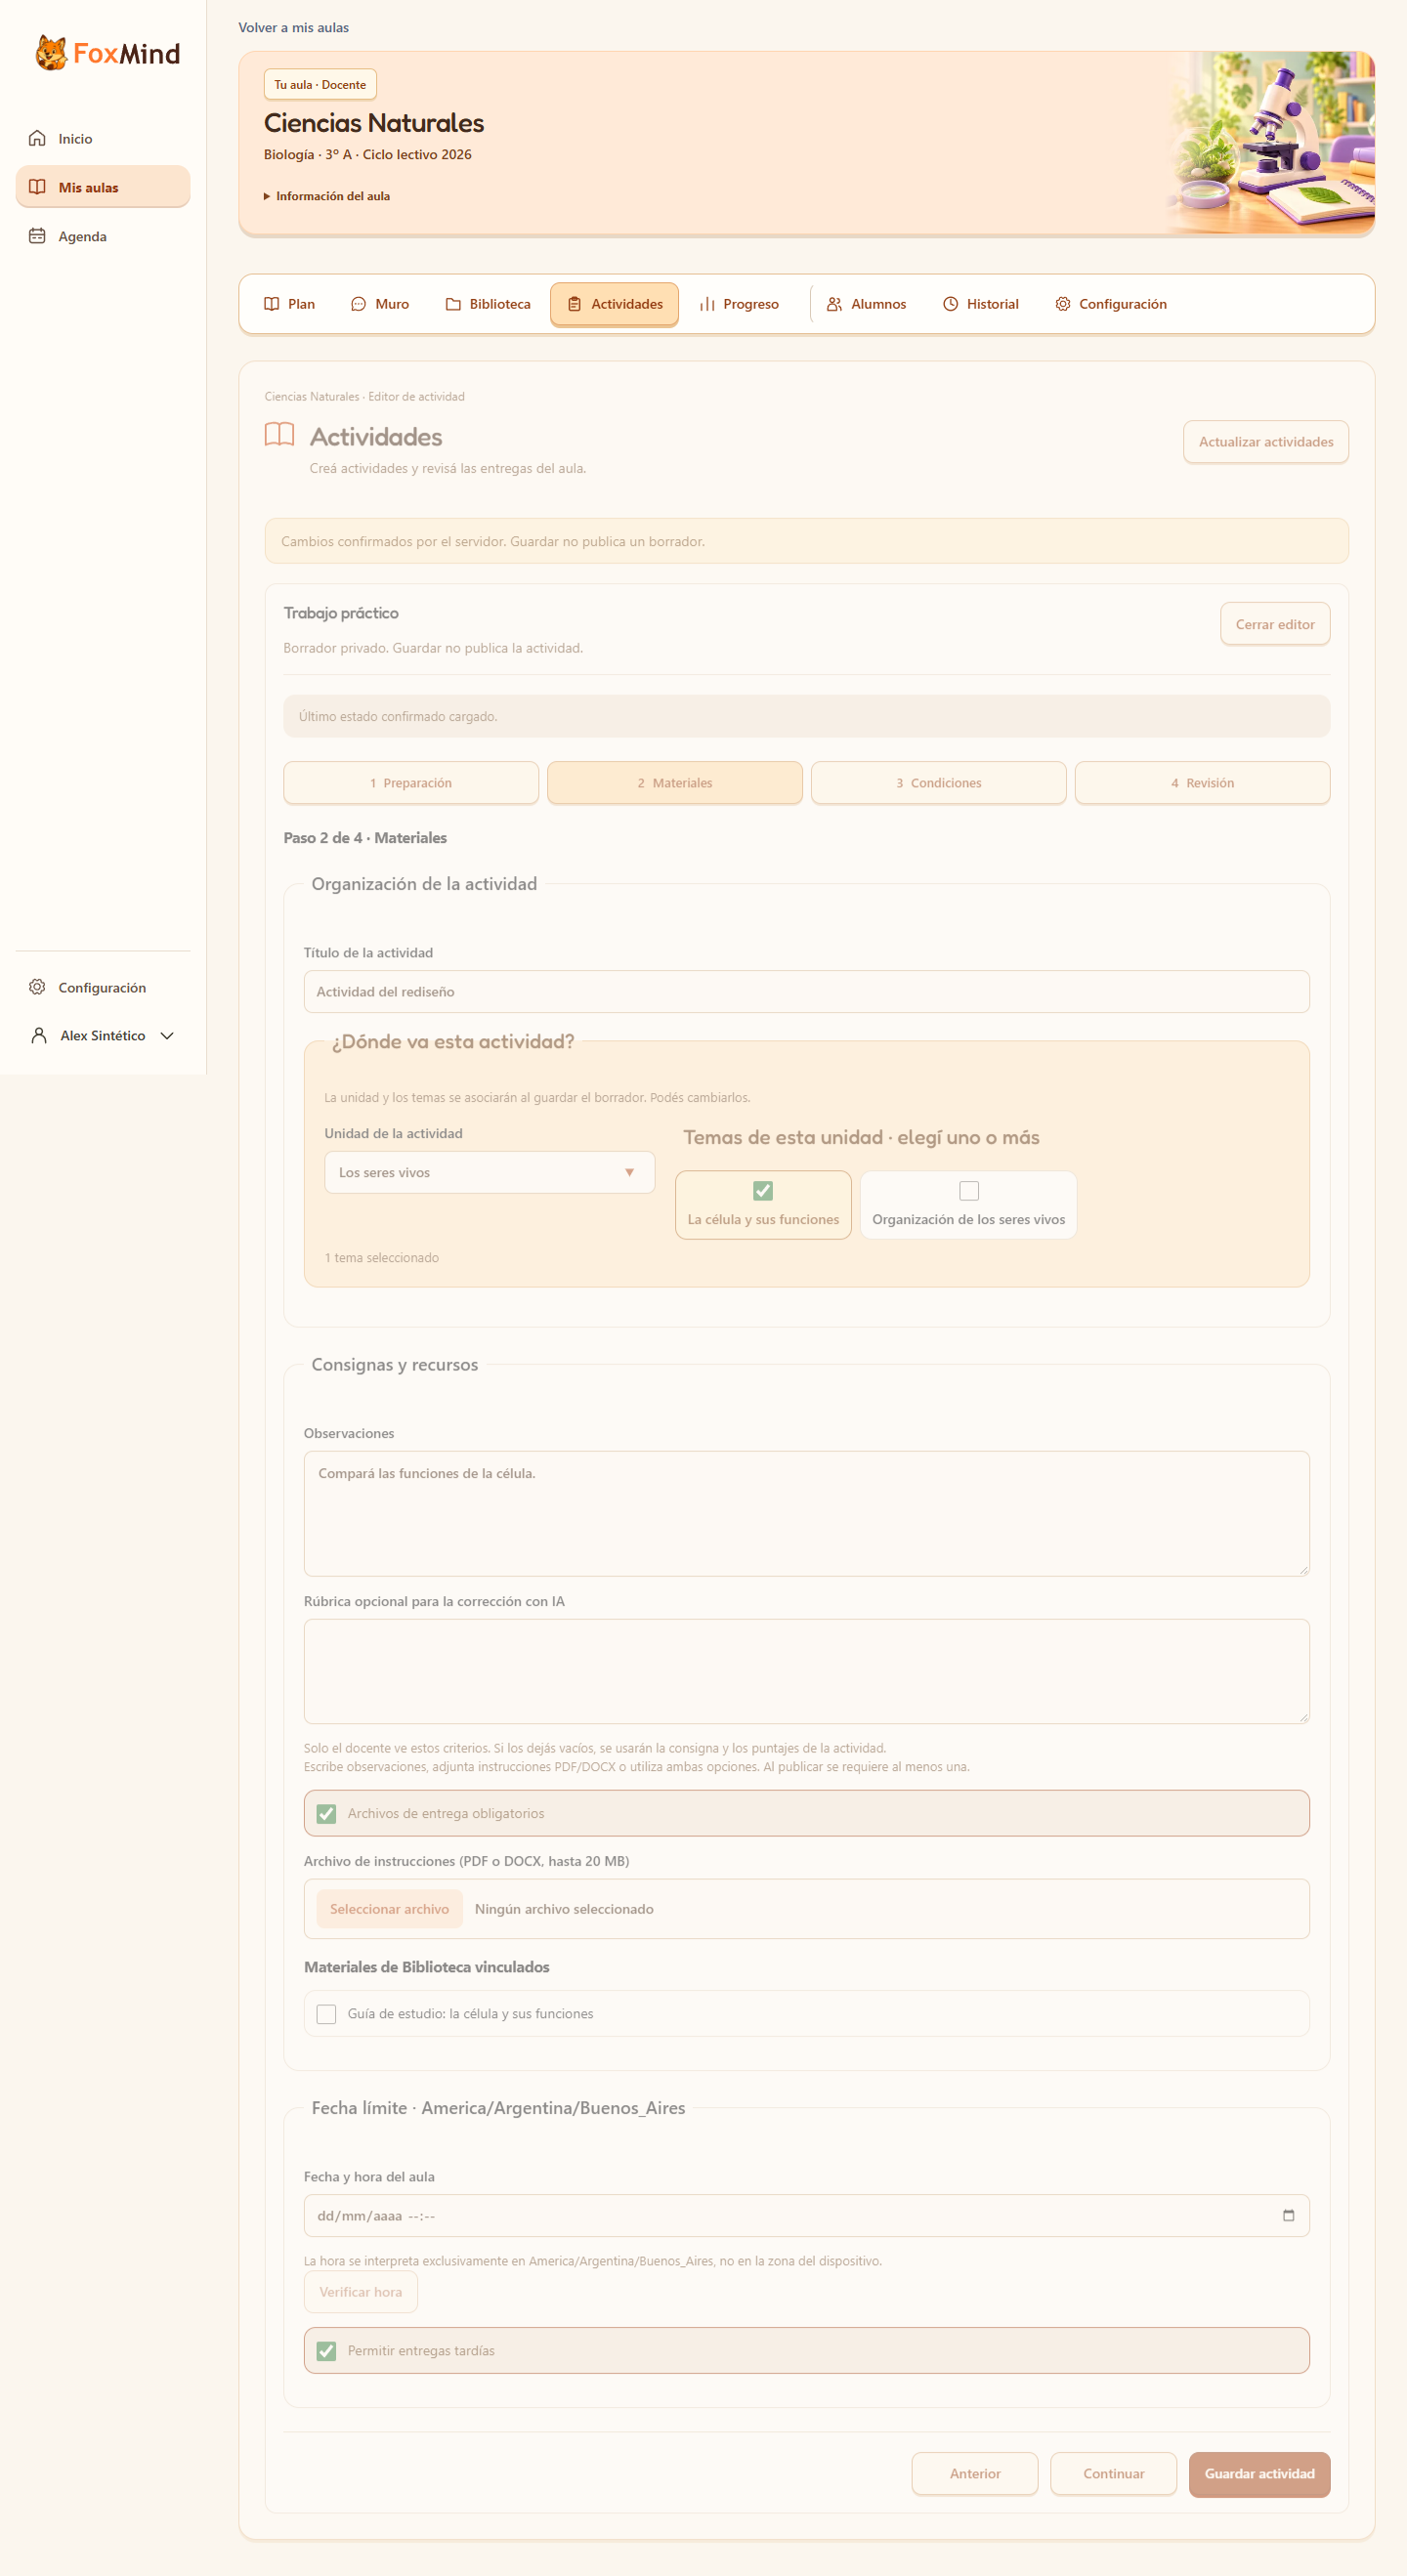 Volver a mis aulas
FoxMind
Inicio
Mis aulas
Agenda
Configuración
Alex Sintético
Tu aula · Docente
Ciencias Naturales
Biología · 3º A · Ciclo lectivo 2026
Información del aula
Plan
Muro
Biblioteca
Actividades
Progreso
Alumnos
Historial
Configuración
Ciencias Naturales · Editor de actividad
Actividades
Creá actividades y revisá las entregas del aula.
Actualizar actividades
Cambios confirmados por el servidor. Guardar no publica un borrador.
Trabajo práctico
Borrador privado. Guardar no publica la actividad.
Cerrar editor
Último estado confirmado cargado.
1 Preparación
2 Materiales
3 Condiciones
4 Revisión
Paso 2 de 4 · Materiales
Organización de la actividad
Título de la actividad
Actividad del rediseño
¿Dónde va esta actividad?
La unidad y los temas se asociarán al guardar el borrador. Podés cambiarlos.
Unidad de la actividad
Los seres vivos
Temas de esta unidad · elegí uno o más
La célula y sus funciones
Organización de los seres vivos
1 tema seleccionado
Consignas y recursos
Observaciones
Compará las funciones de la célula.
Rúbrica opcional para la corrección con IA
Solo el docente ve estos criterios. Si los dejás vacíos, se usarán la consigna y los puntajes de la actividad.
Escribe observaciones, adjunta instrucciones PDF/DOCX o utiliza ambas opciones. Al publicar se requiere al menos una.
Archivos de entrega obligatorios
Archivo de instrucciones (PDF o DOCX, hasta 20 MB)
Seleccionar archivo
Ningún archivo seleccionado
Materiales de Biblioteca vinculados
Guía de estudio: la célula y sus funciones
Fecha límite · America/Argentina/Buenos_Aires
Fecha y hora del aula
dd/mm/aaaa --:--
La hora se interpreta exclusivamente en America/Argentina/Buenos_Aires, no en la zona del dispositivo.
Verificar hora
Permitir entregas tardías
Anterior
Continuar
Guardar actividad